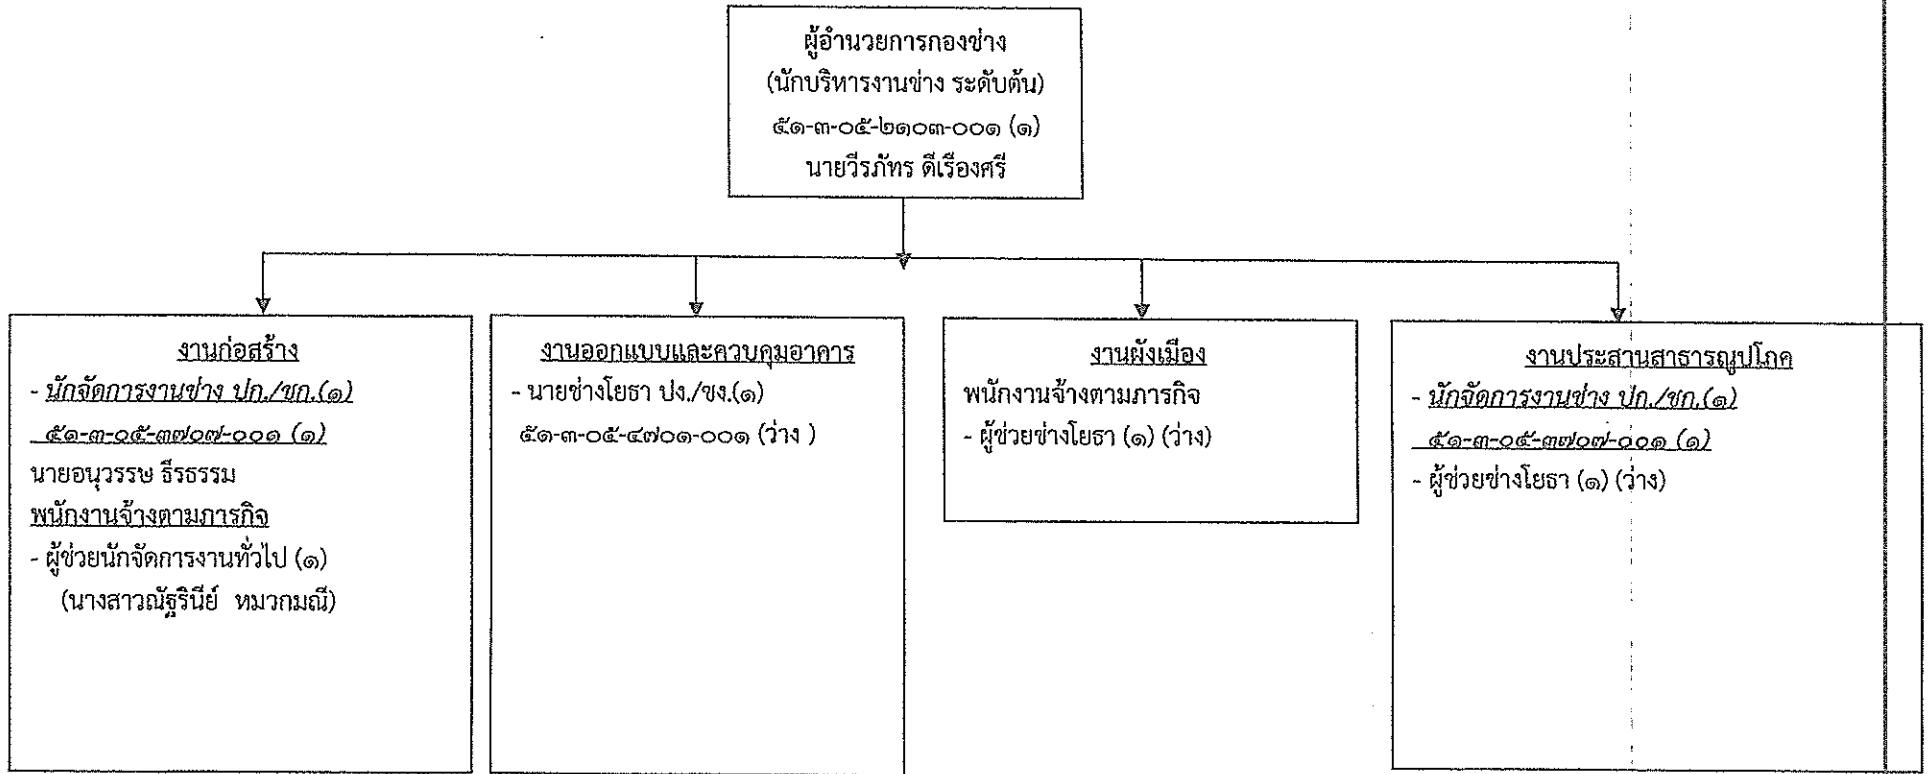 ผู้อำนวยการกองช่าง
(นักบริหารงานช่าง ระดับต้น)
๕๑-๓-๐๕-๒๑๐๓-๐๐๑ (๑)
นายวีรภัทร ดีเรืองศรี
งานก่อสร้าง
- นักจัดการงานช่าง ปก./ชก.(๑)
๕๑-๓-๐๕-๓๗๐๗-๐๐๑ (๑)
นายอนุวรรษ ธีรธรรม
พนักงานจ้างตามภารกิจ
- ผู้ช่วยนักจัดการงานทั่วไป (๑)
(นางสาวณัฐรินีย์ หมวกมณี)
งานออกแบบและควบคุมอาคาร
- นายช่างโยธา ปง./ชง.(๑)
๕๑-๓-๐๕-๔๗๐๑-๐๐๑ (ว่าง )
งานผังเมือง
พนักงานจ้างตามภารกิจ
- ผู้ช่วยช่างโยธา (๑) (ว่าง)
งานประสานสาธารณูปโภค
- นักจัดการงานช่าง ปก./ชก.(๑)
๕๑-๓-๐๕-๓๗๐๗-๐๐๑ (๑)
- ผู้ช่วยช่างโยธา (๑) (ว่าง)